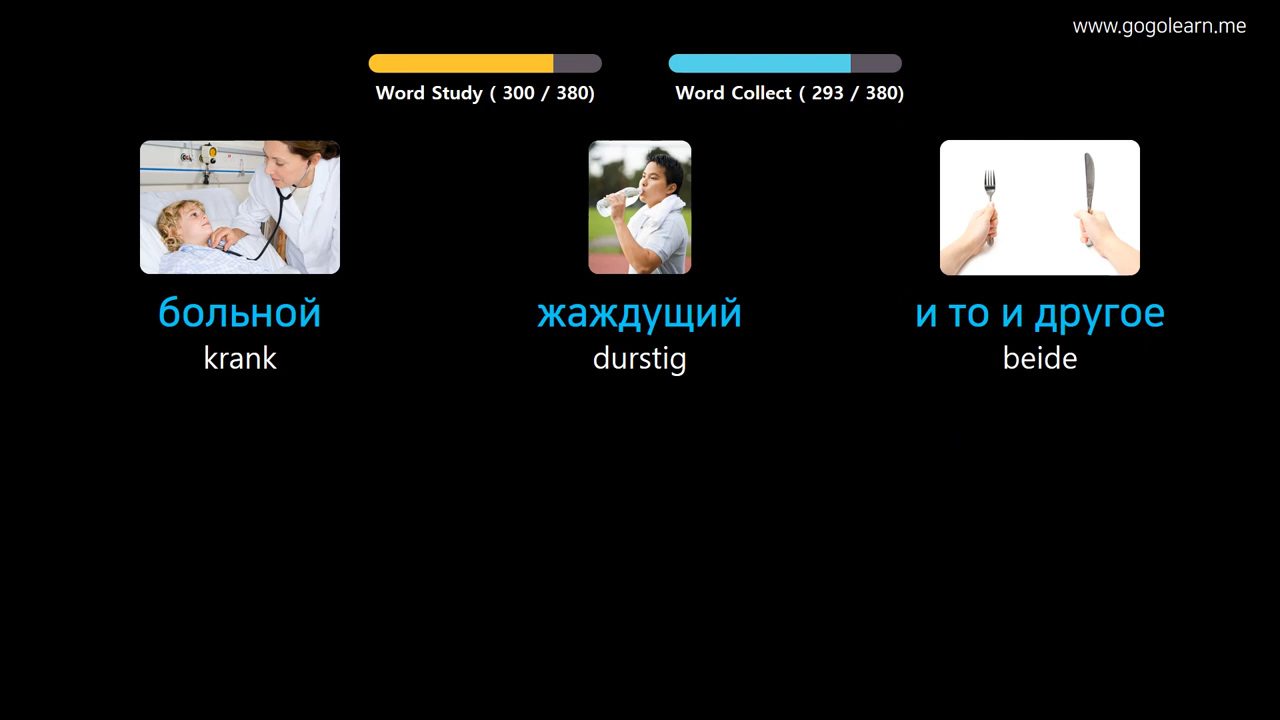 www.gogolearn.me
Word Study ( 300 / 380)
Word Collect ( 293 / 380)
больной
жаждущий
и то и другое
krank
durstig
beide